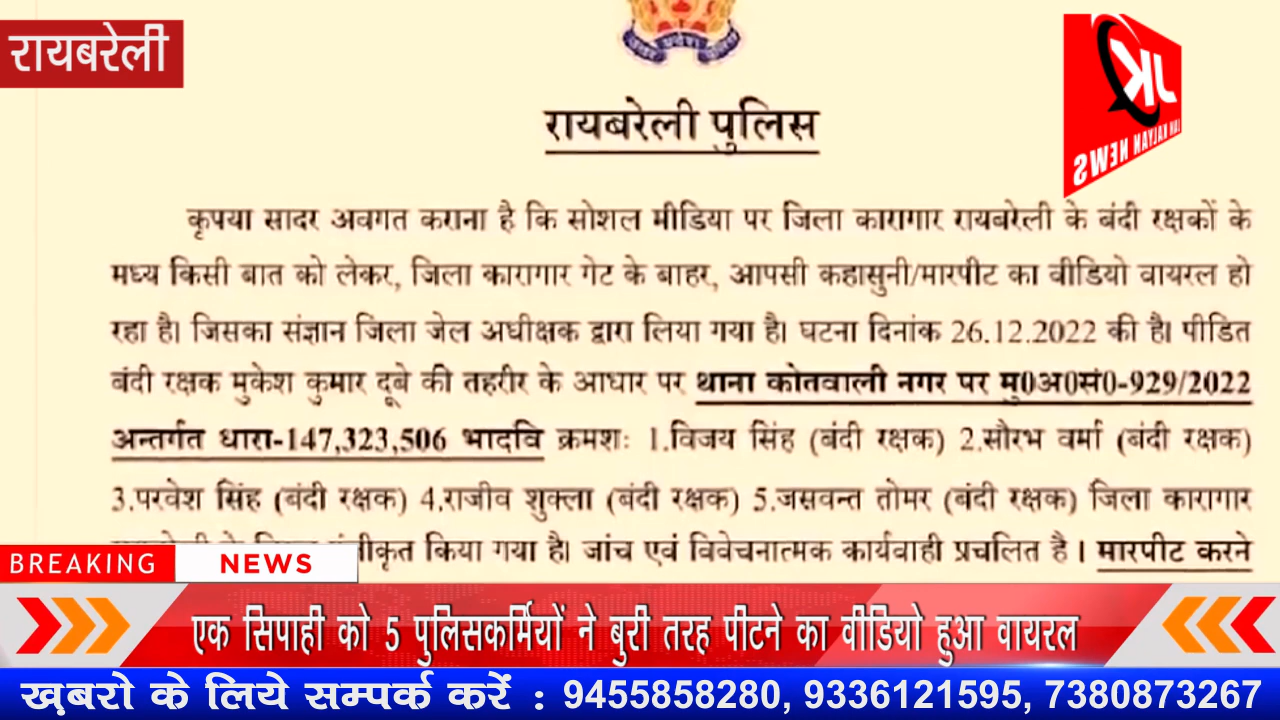 रायबरेली
JK
JAN KALYAN NEWS
रायबरेली पुलिस
कृपया सादर अवगत कराना है कि सोशल मीडिया पर जिला कारागार रायबरेली के बंदी रक्षकों के
मध्य किसी बात को लेकर, जिला कारागार गेट के बाहर, आपसी कहासुनी/मारपीट का वीडियो वायरल हो
रहा है। जिसका संज्ञान जिला जेल अधीक्षक द्वारा लिया गया है। घटना दिनांक 26.12.2022 की है। पीडित
बंदी रक्षक मुकेश कुमार दूबे की तहरीर के आधार पर थाना कोतवाली नगर पर मु0अ0सं0-929/2022
अन्तर्गत धारा-147,323,506 भादवि क्रमशः 1.विजय सिंह (बंदी रक्षक) 2.सौरभ वर्मा (बंदी रक्षक)
3.परवेश सिंह (बंदी रक्षक) 4.राजीव शुक्ला (बंदी रक्षक) 5.जसवन्त तोमर (बंदी रक्षक) जिला कारागार
किया गया है। जांच एवं विवेचनात्मक कार्यवाही प्रचलित है । मारपीट करने
BREAKING NEWS
एक सिपाही को 5 पुलिसकर्मियों ने बुरी तरह पीटने का वीडियो हुआ वायरल
ख़बरो के लिये सम्पर्क करें : 9455858280, 9336121595, 7380873267